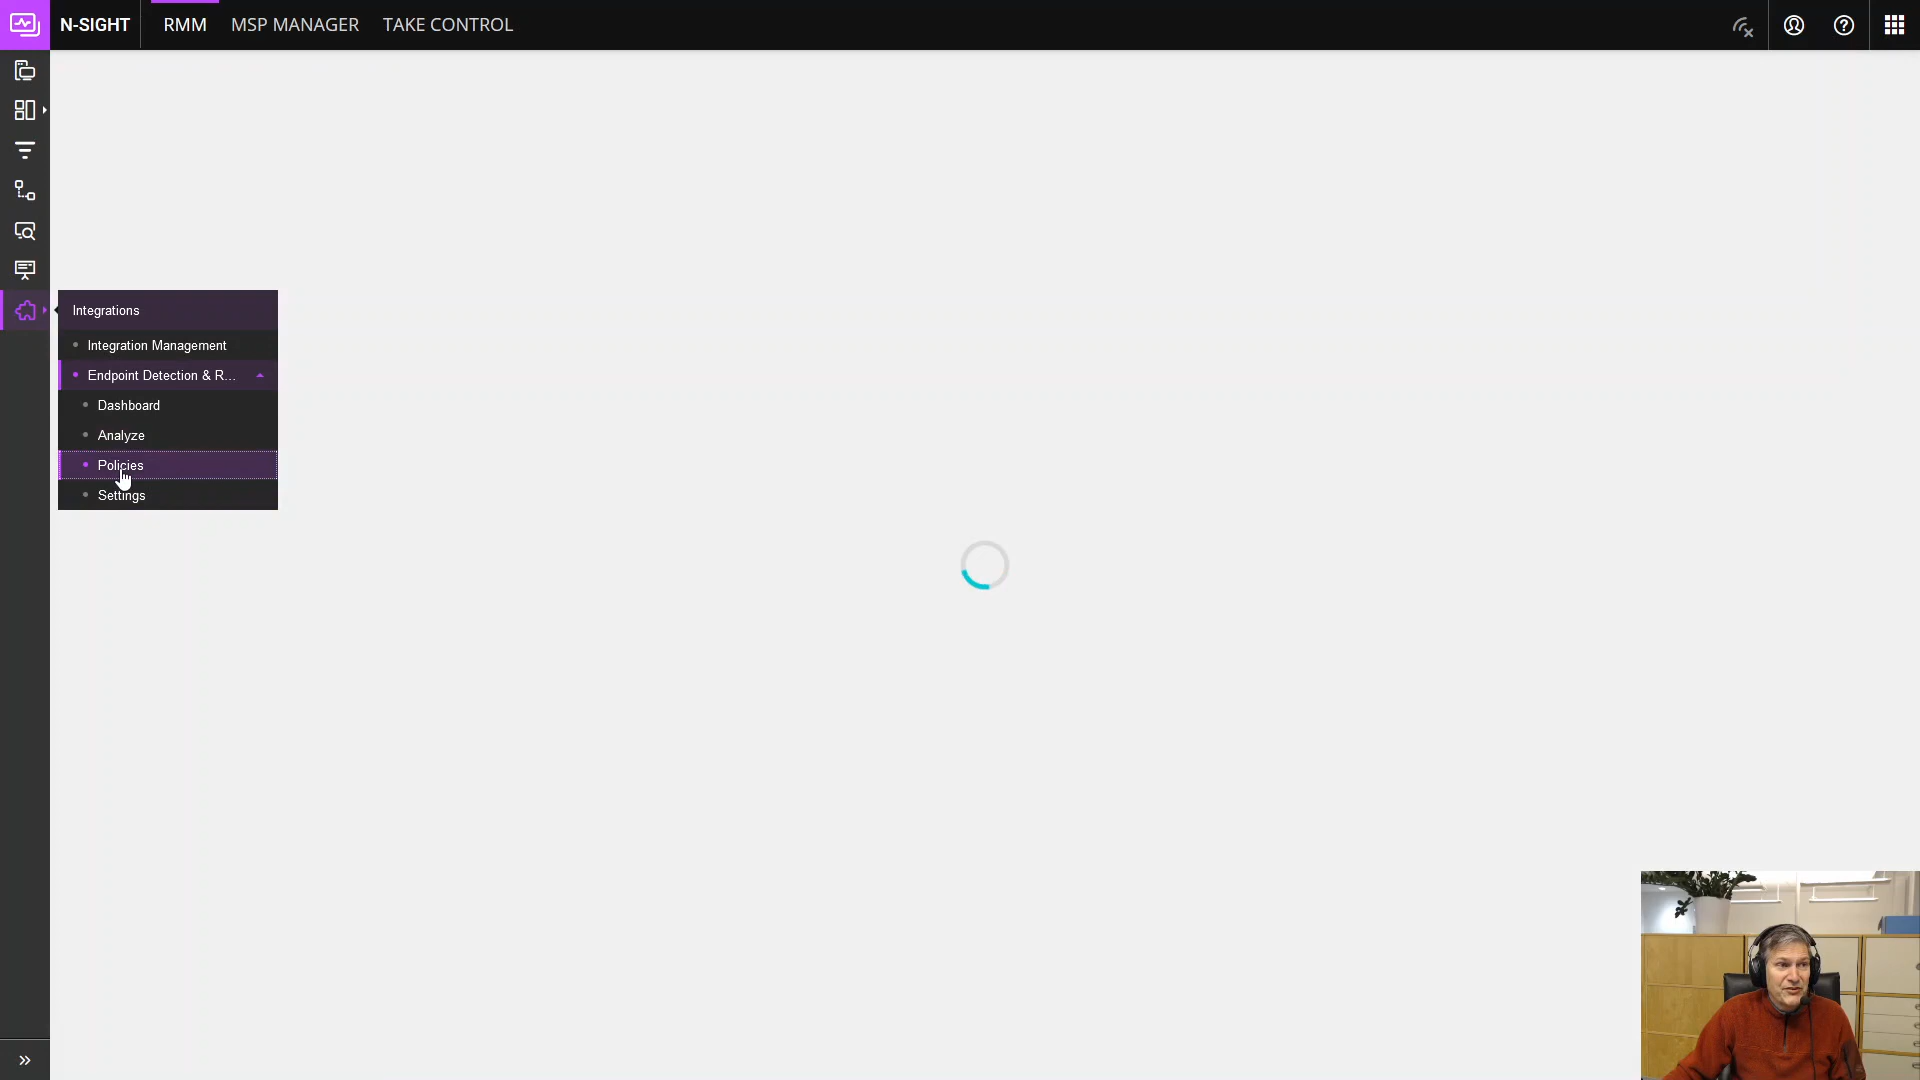 N-SIGHT
RMM
MSP MANAGER
TAKE CONTROL
Integrations
Integration Management
Endpoint Detection & R...
Dashboard
Analyze
Policies
Settings